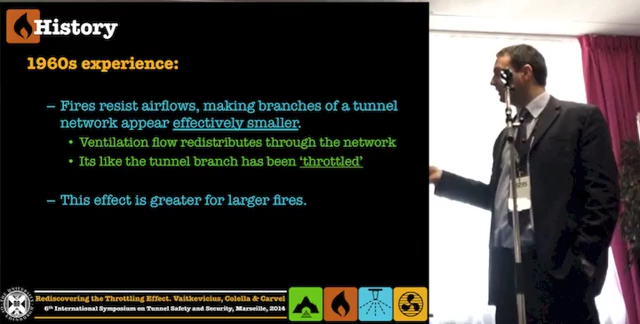 History
1960s experience:
– Fires resist airflows, making branches of a tunnel
network appear effectively smaller.
• Ventilation flow redistributes through the network
• Its like the tunnel branch has been 'throttled'
– This effect is greater for larger fires.
Rediscovering the Throttling Effect. Vaitkevicius, Colella & Carvel
6th International Symposium on Tunnel Safety and Security, Marseille, 2014